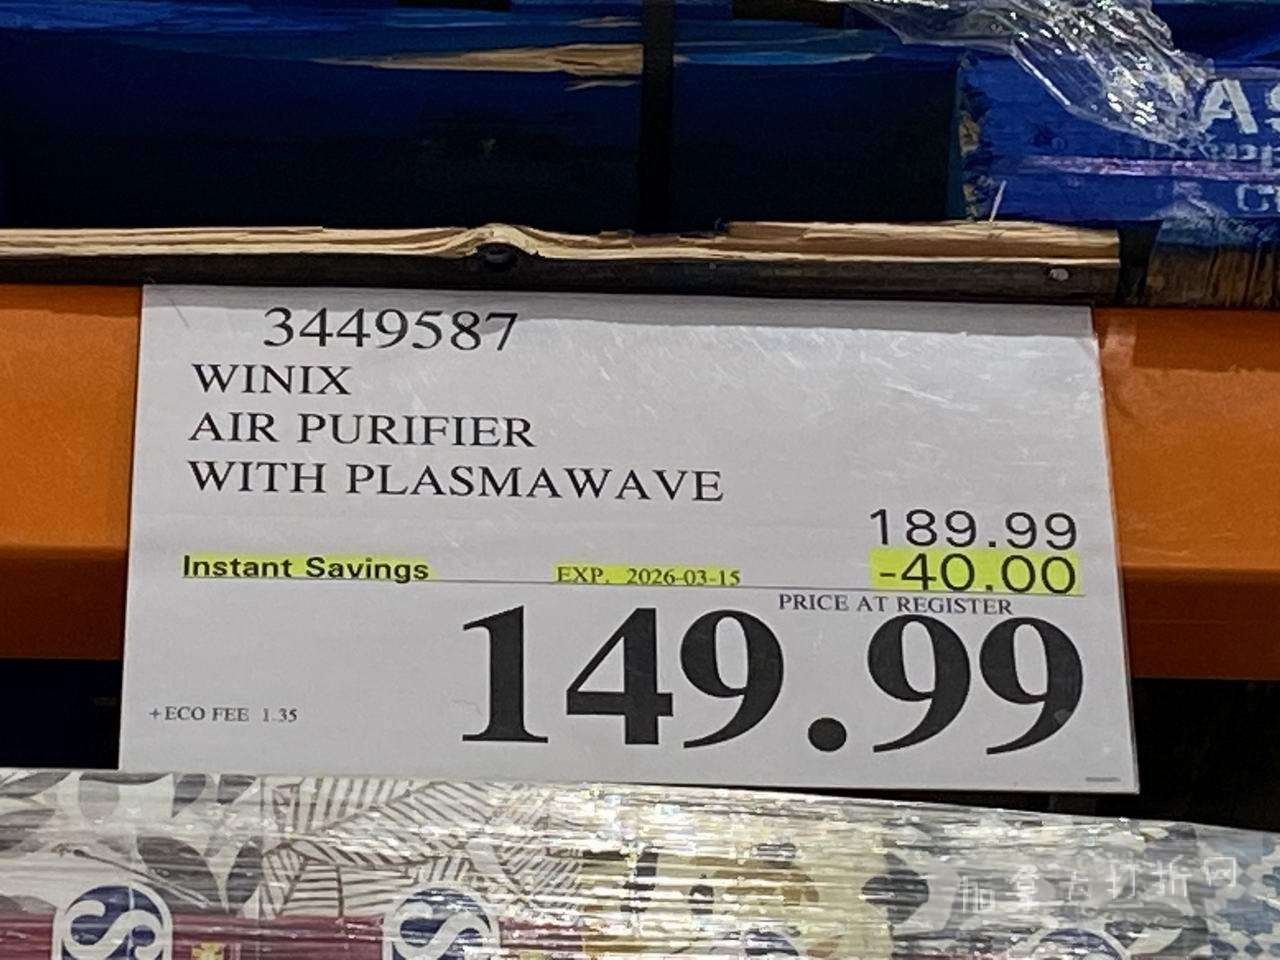 3449587
WINIX
AIR PURIFIER
WITH PLASMAWAVE
189.99
Instant Savings EXP. 2026-03-15 -40.00
PRICE AT REGISTER
149.99
+ECO FEE 1.35
加拿大打折网